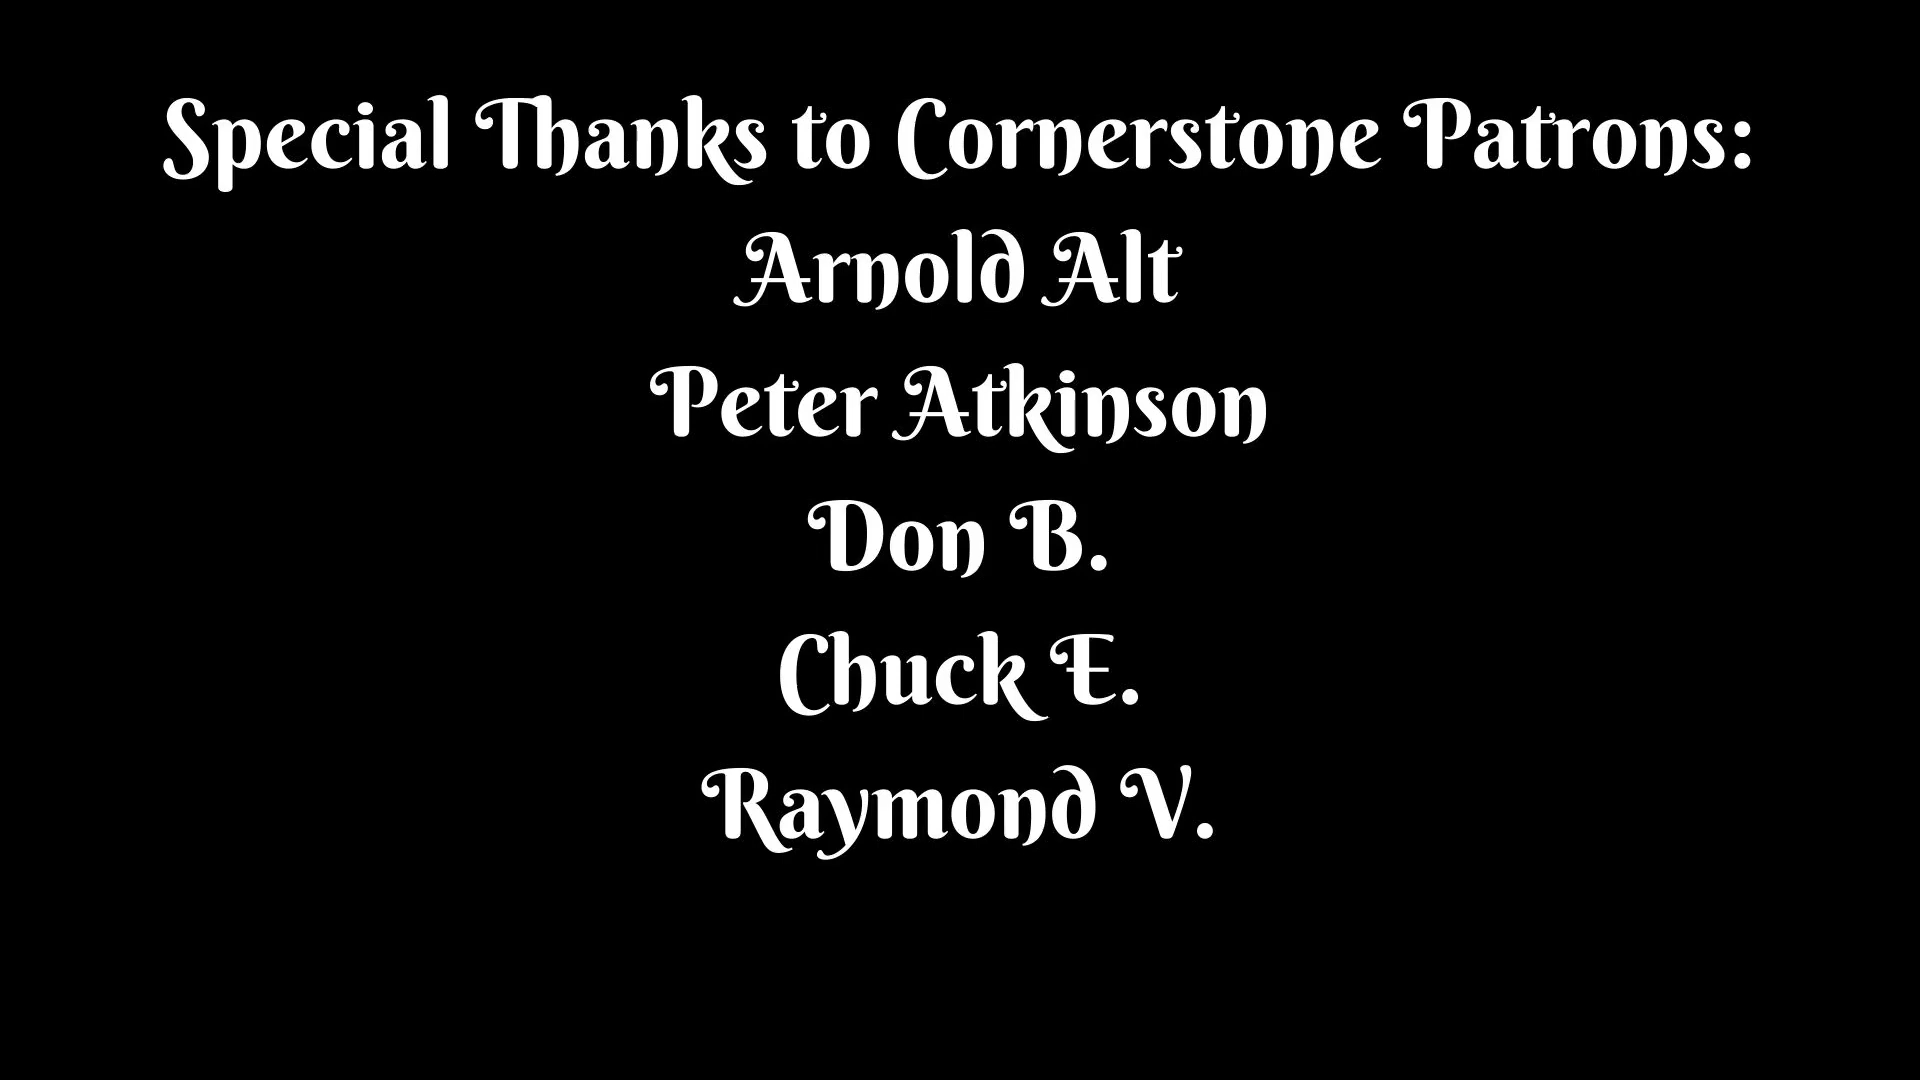 Special Thanks to Cornerstone Patrons:
Arnold Alt
Peter Atkinson
Don B.
Chuck E.
Raymond V.